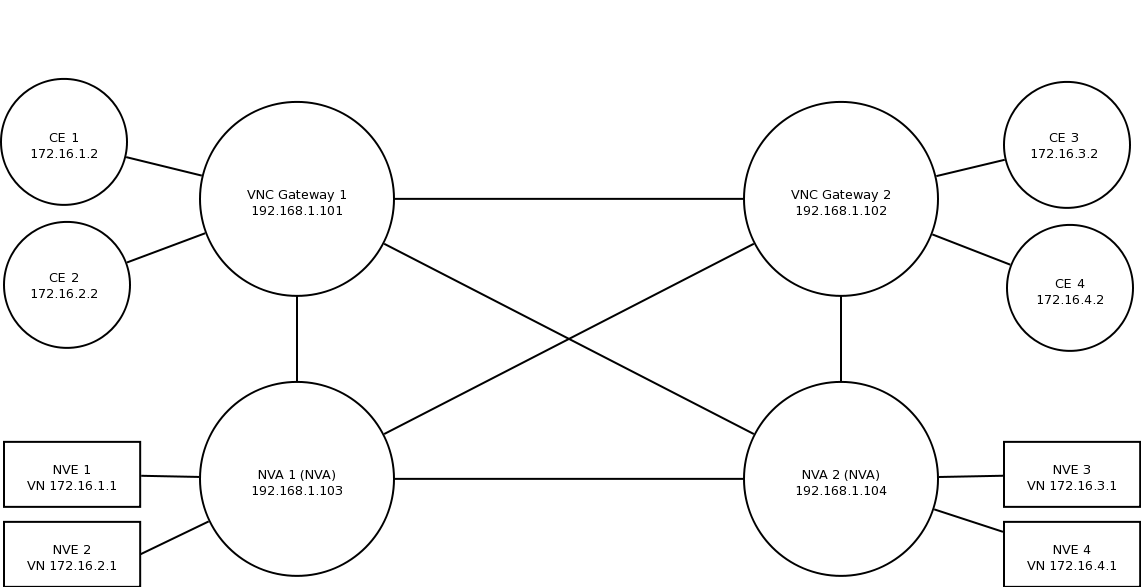 CE 1
172.16.1.2
VNC Gateway 1
192.168.1.101
VNC Gateway 2
192.168.1.102
CE 3
172.16.3.2
CE 2
172.16.2.2
CE 4
172.16.4.2
NVE 1
VN 172.16.1.1
NVA 1 (NVA)
192.168.1.103
NVA 2 (NVA)
192.168.1.104
NVE 3
VN 172.16.3.1
NVE 2
VN 172.16.2.1
NVE 4
VN 172.16.4.1